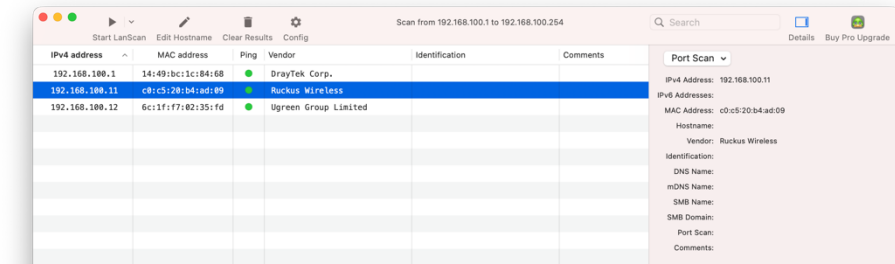 Scan from 192.168.100.1 to 192.168.100.254
Search
Start LanScan Edit Hostname Clear Results Config Details Buy Pro Upgrade
IPv4 address MAC address Ping Vendor Identification Comments
192.168.100.1 14:49:bc:1c:84:68 DrayTek Corp.
192.168.100.11 c0:c5:20:b4:ad:09 Ruckus Wireless
192.168.100.12 6c:1f:f7:02:35:fd Ugreen Group Limited
Port Scan
IPv4 Address: 192.168.100.11
IPv6 Addresses:
MAC Address: c0:c5:20:b4:ad:09
Hostname:
Vendor: Ruckus Wireless
Identification:
DNS Name:
mDNS Name:
SMB Name:
SMB Domain:
Port Scan:
Comments: